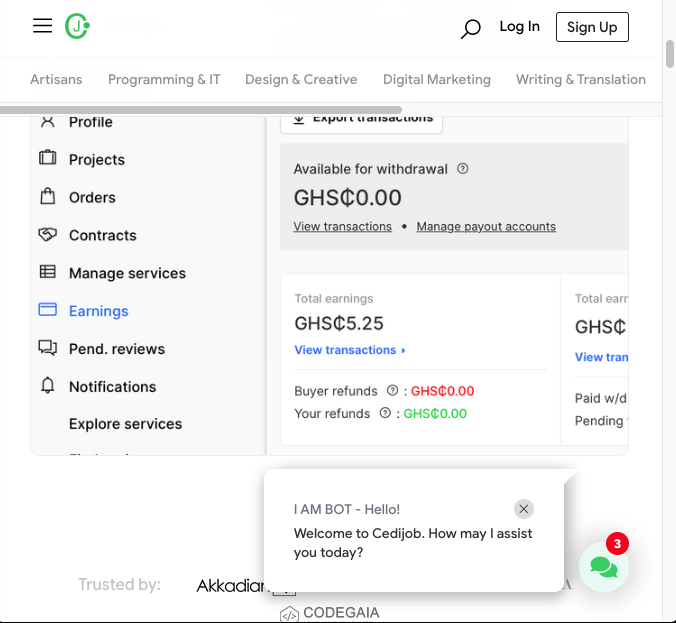 Log In
Sign Up
Artisans
Programming & IT
Design & Creative
Digital Marketing
Writing & Translation
Profile
Projects
Orders
Contracts
Manage services
Earnings
Pend. reviews
Notifications
Explore services
Export transactions
Available for withdrawal
GHS₵0.00
View transactions • Manage payout accounts
Total earnings
GHS₵5.25
View transactions
Buyer refunds : GHS₵0.00
Your refunds : GHS₵0.00
Total earn
GHS₵
View tran
Paid w/d
Pending
I AM BOT - Hello!
Welcome to Cedijob. How may I assist
you today?
3
Trusted by:
Akkadian
CODEGAIA